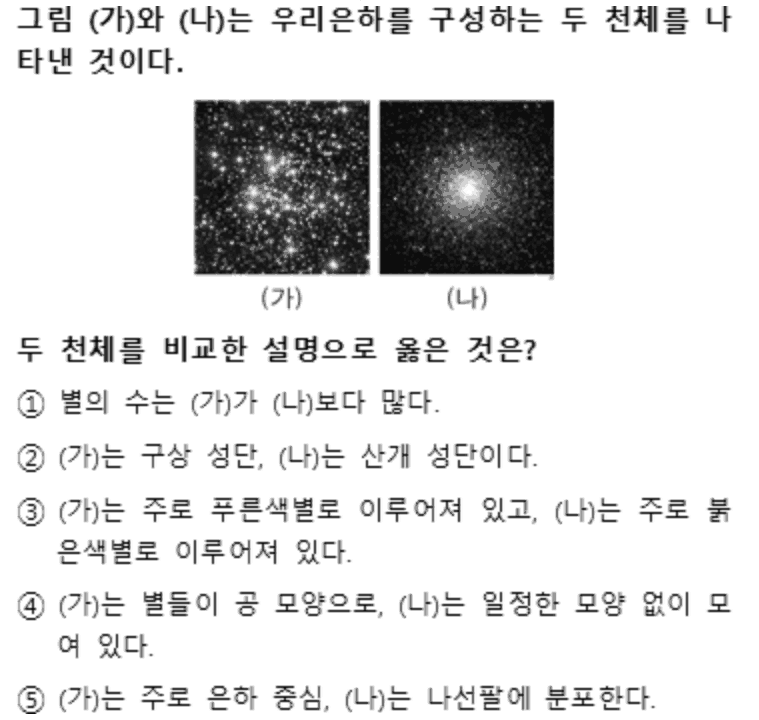 그림 (가)와 (나)는 우리은하를 구성하는 두 천체를 나
타낸 것이다.
(가) (나)
두 천체를 비교한 설명으로 옳은 것은?
① 별의 수는 (가)가 (나)보다 많다.
② (가)는 구상 성단, (나)는 산개 성단이다.
③ (가)는 주로 푸른색별로 이루어져 있고, (나)는 주로 붉
은색별로 이루어져 있다.
④ (가)는 별들이 공 모양으로, (나)는 일정한 모양 없이 모
여 있다.
⑤ (가)는 주로 은하 중심, (나)는 나선팔에 분포한다.